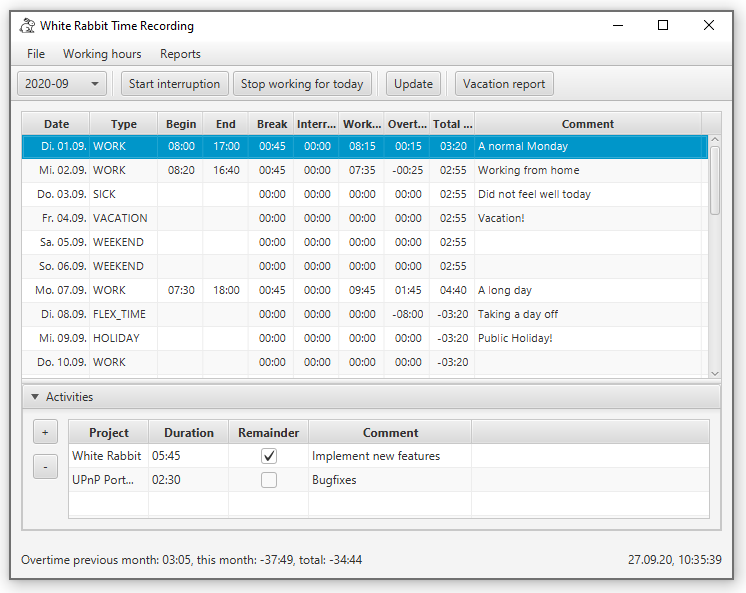 White Rabbit Time Recording
File Working hours Reports
2020-09 Start interruption Stop working for today Update Vacation report
Date Type Begin End Break Interr... Work... Overt... Total ... Comment
Di. 01.09. WORK 08:00 17:00 00:45 00:00 08:15 00:15 03:20 A normal Monday
Mi. 02.09. WORK 08:20 16:40 00:45 00:00 07:35 -00:25 02:55 Working from home
Do. 03.09. SICK 00:00 00:00 00:00 00:00 02:55 Did not feel well today
Fr. 04.09. VACATION 00:00 00:00 00:00 00:00 02:55 Vacation!
Sa. 05.09. WEEKEND 00:00 00:00 00:00 00:00 02:55
So. 06.09. WEEKEND 00:00 00:00 00:00 00:00 02:55
Mo. 07.09. WORK 07:30 18:00 00:45 00:00 09:45 01:45 04:40 A long day
Di. 08.09. FLEX_TIME 00:00 00:00 00:00 -08:00 -03:20 Taking a day off
Mi. 09.09. HOLIDAY 00:00 00:00 00:00 00:00 -03:20 Public Holiday!
Do. 10.09. WORK 00:00 00:00 00:00 00:00 -03:20
Activities
+
-
Project Duration Remainder Comment
White Rabbit 05:45 Implement new features
UPnP Port... 02:30 Bugfixes
Overtime previous month: 03:05, this month: -37:49, total: -34:44 27.09.20, 10:35:39